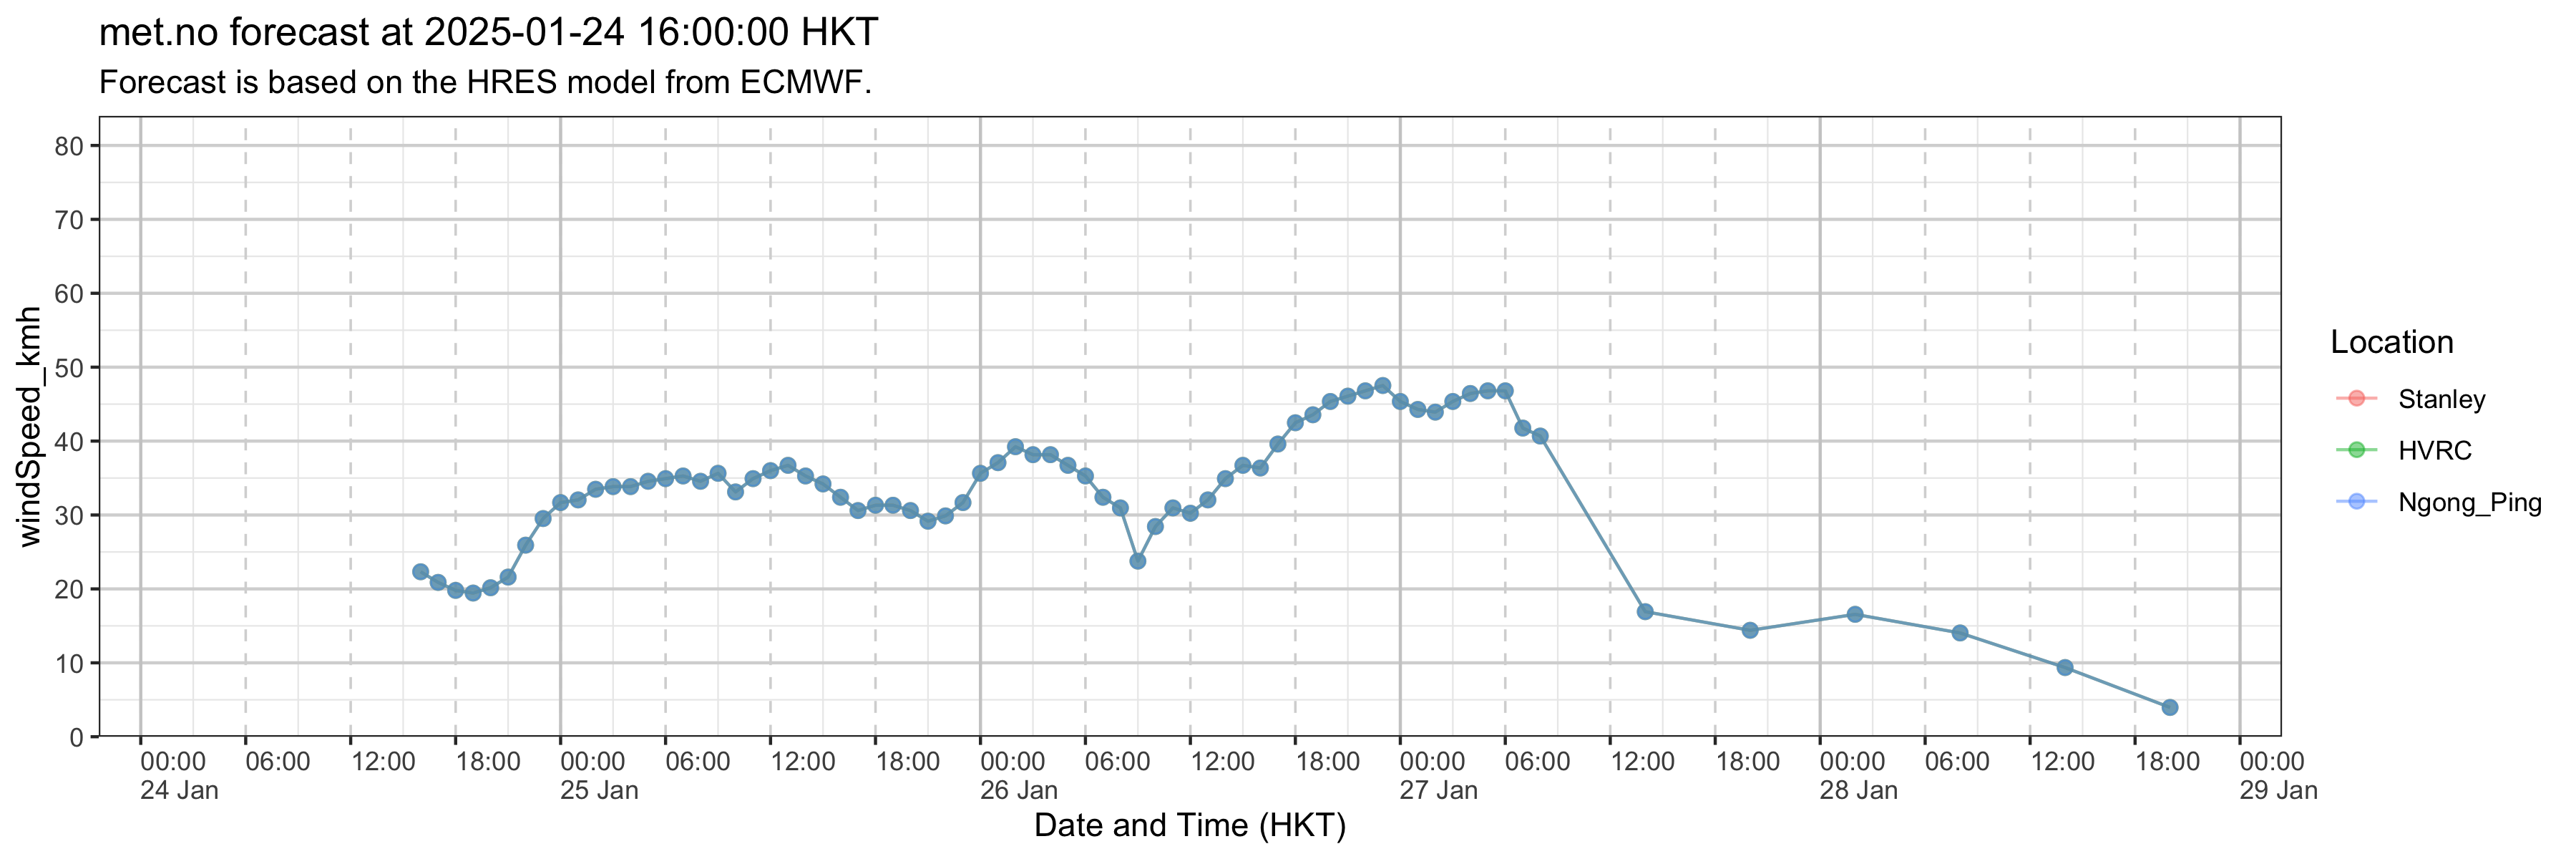 met.no forecast at 2025-01-24 16:00:00 HKT
Forecast is based on the HRES model from ECMWF.
windSpeed_kmh
80
70
60
50
40
30
20
10
0
00:00 06:00 12:00 18:00 00:00 06:00 12:00 18:00 00:00 06:00 12:00 18:00 00:00 06:00 12:00 18:00 00:00 06:00 12:00 18:00 00:00
24 Jan 25 Jan 26 Jan 27 Jan 28 Jan 29 Jan
Date and Time (HKT)
Location
Stanley
HVRC
Ngong_Ping